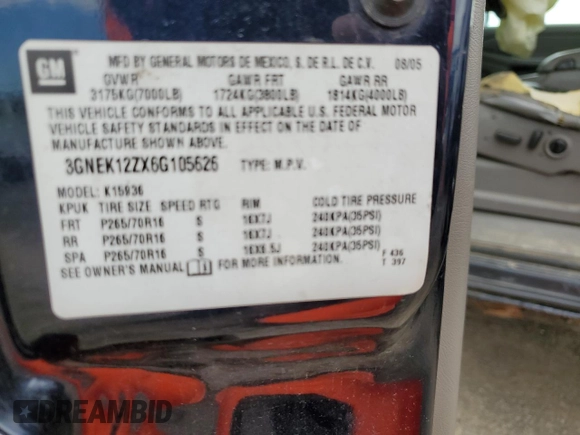 GM
MFD BY GENERAL MOTORS DE MEXICO, S. DE R.L. DE C.V. 08/05
GVWR GAWR FRT GAWR RR
3175KG(7000LB) 1724KG(3800LB) 1814KG(4000LB)
THIS VEHICLE CONFORMS TO ALL APPLICABLE U.S. FEDERAL MOTOR
VEHICLE SAFETY STANDARDS IN EFFECT ON THE DATE OF
MANUFACTURE SHOWN ABOVE.
3GNEK12ZX6G105626 TYPE: M.P.V.
MODEL: K15936
KPUK TIRE SIZE SPEED RTG RIM COLD TIRE PRESSURE
FRT P265/70R16 S 16X7J 240KPA(35PSI)
RR P265/70R16 S 16X7J 240KPA(35PSI)
SPA P265/70R16 S 16X6.5J 240KPA(35PSI)
SEE OWNER'S MANUAL FOR MORE INFORMATION.
F 436
T 397
DREAMBID